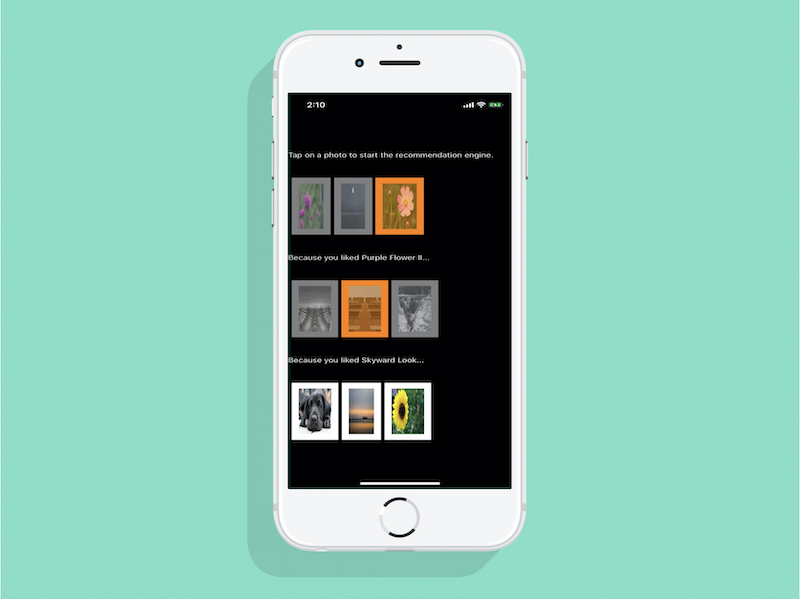 2:10
Tap on a photo to start the recommendation engine.
Because you liked Purple Flower II...
Because you liked Skyward Look...